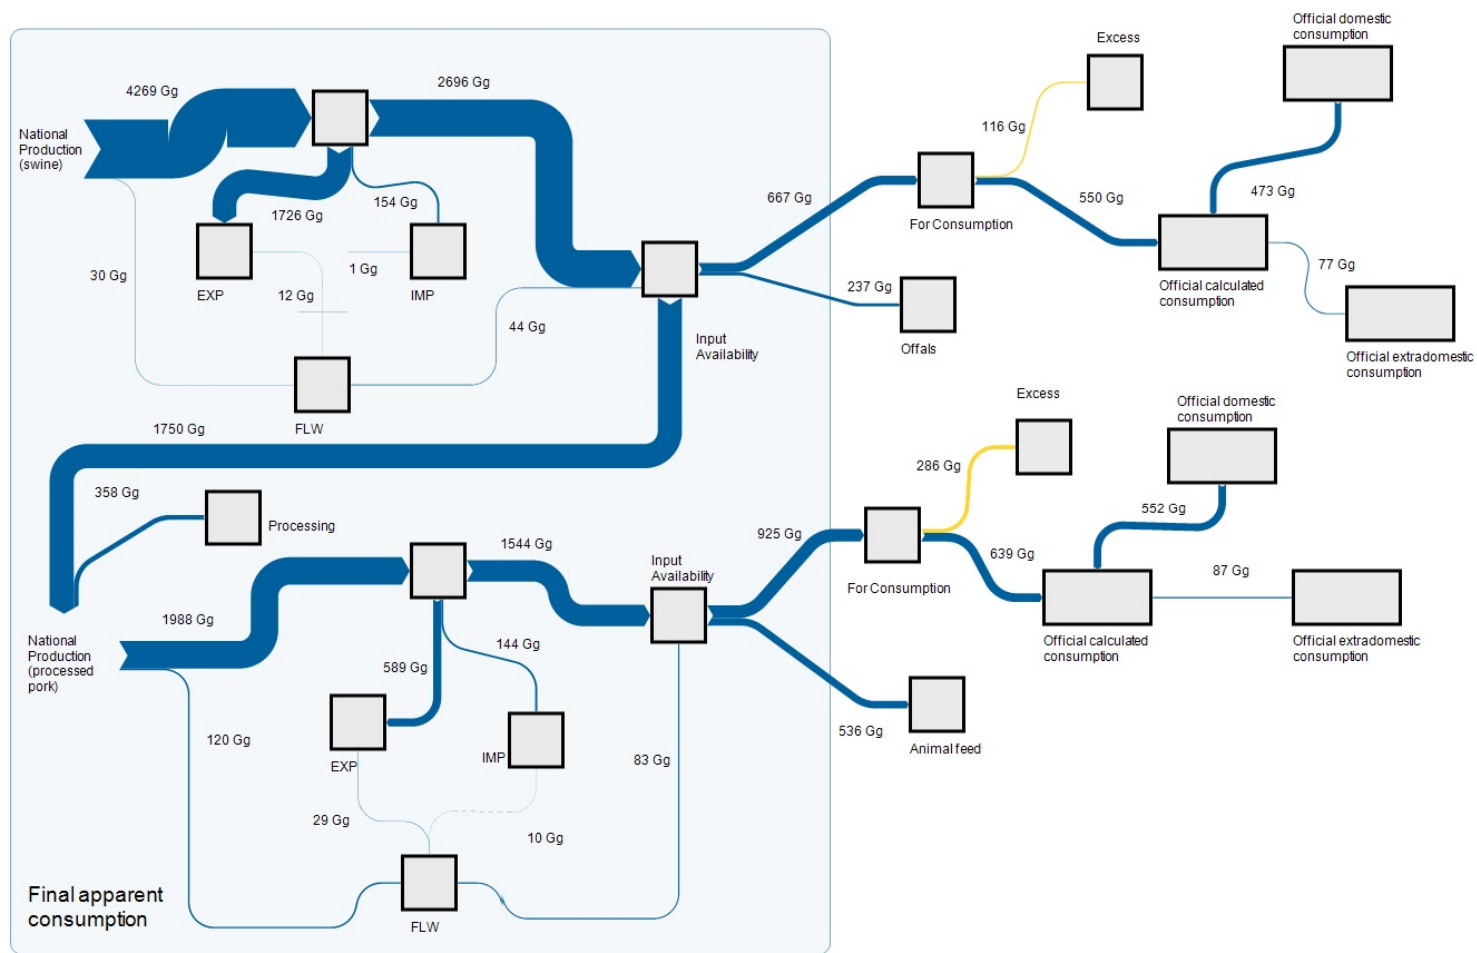 Official domestic
consumption
Excess
4269 Gg
2696 Gg
National
Production
(swine)
116 Gg
1726 Gg
154 Gg
667 Gg
550 Gg
473 Gg
For Consumption
30 Gg
1 Gg
77 Gg
EXP
12 Gg
IMP
237 Gg
Official calculated
consumption
44 Gg
Input
Availability
Offals
Official extradomestic
consumption
FLW
Excess
Official domestic
consumption
1750 Gg
358 Gg
286 Gg
Processing
552 Gg
1544 Gg
925 Gg
Input
Availability
639 Gg
87 Gg
For Consumption
1988 Gg
National
Production
(processed
pork)
144 Gg
589 Gg
Official calculated
consumption
Official extradomestic
consumption
120 Gg
536 Gg
Animal feed
EXP
IMP
83 Gg
29 Gg
10 Gg
Final apparent
consumption
FLW